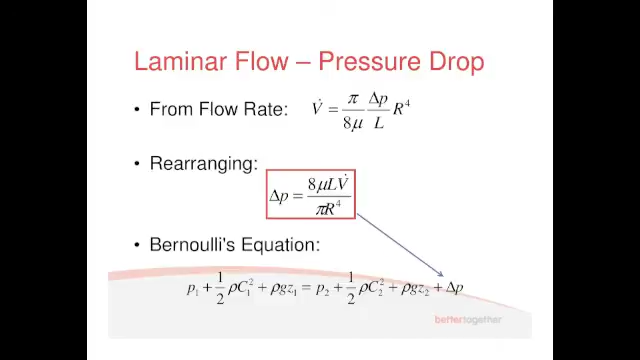 Laminar Flow – Pressure Drop
• From Flow Rate: V̇ = π/8μ Δp/L R⁴
• Rearranging:
Δp = 8μLV̇/πR⁴
• Bernoulli's Equation:
p₁ + 1/2 ρC₁² + ρgz₁ = p₂ + 1/2 ρC₂² + ρgz₂ + Δp
bettertogether